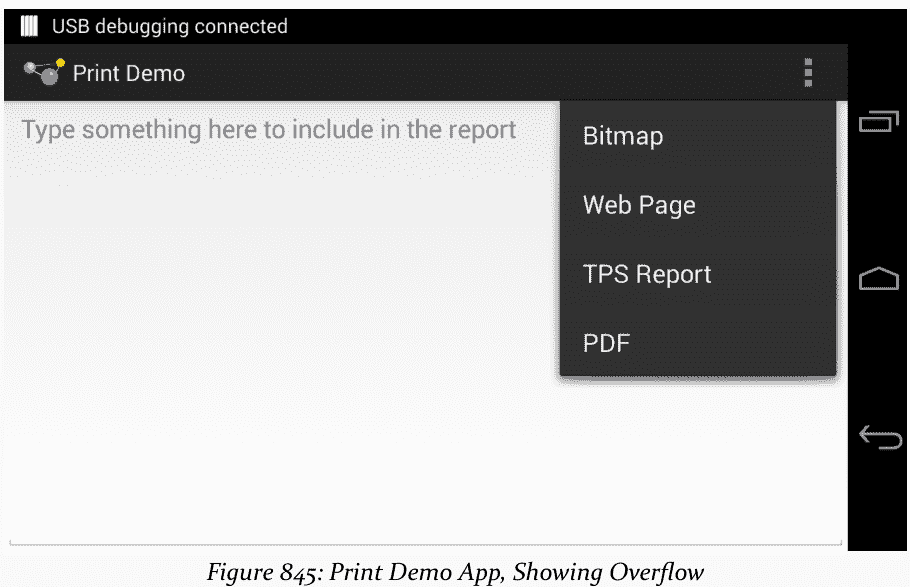 USB debugging connected
Print Demo
Type something here to include in the report
Bitmap
Web Page
TPS Report
PDF
Figure 845: Print Demo App, Showing Overflow